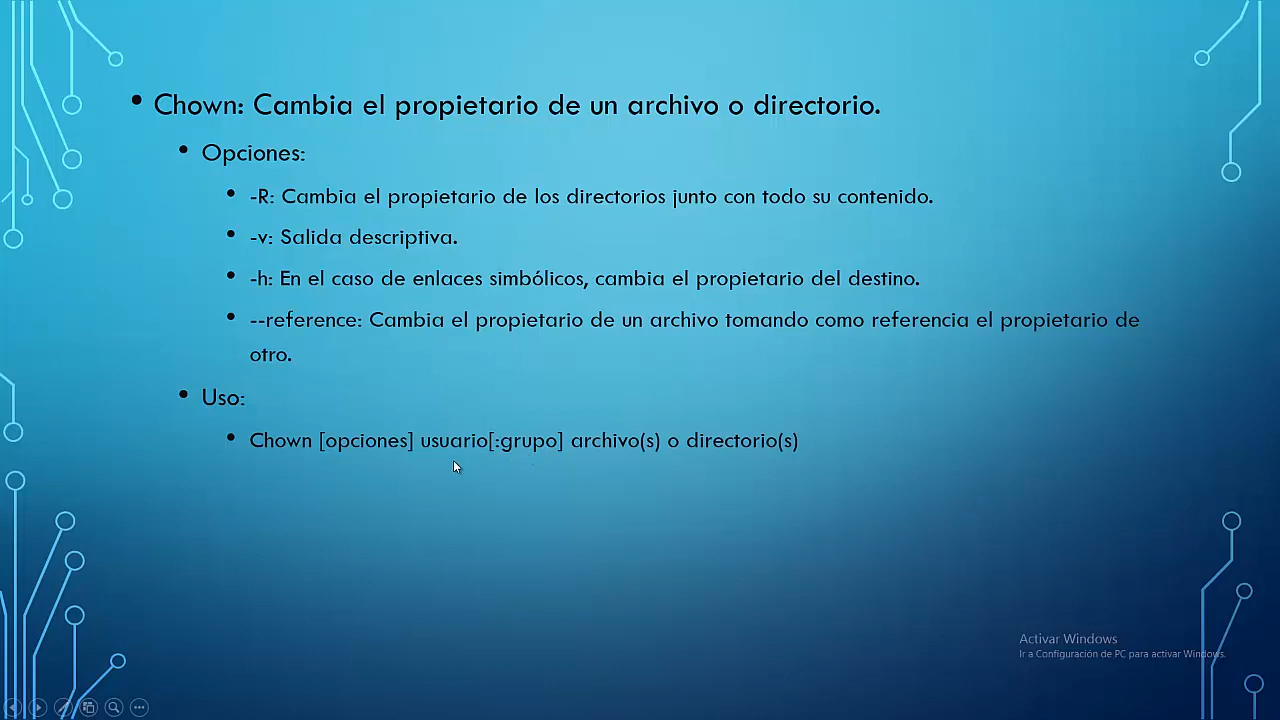 • Chown: Cambia el propietario de un archivo o directorio.
• Opciones:
• -R: Cambia el propietario de los directorios junto con todo su contenido.
• -v: Salida descriptiva.
• -h: En el caso de enlaces simbólicos, cambia el propietario del destino.
• --reference: Cambia el propietario de un archivo tomando como referencia el propietario de
otro.
• Uso:
• Chown [opciones] usuario[:grupo] archivo(s) o directorio(s)
Activar Windows
Ir a Configuración de PC para activar Windows.